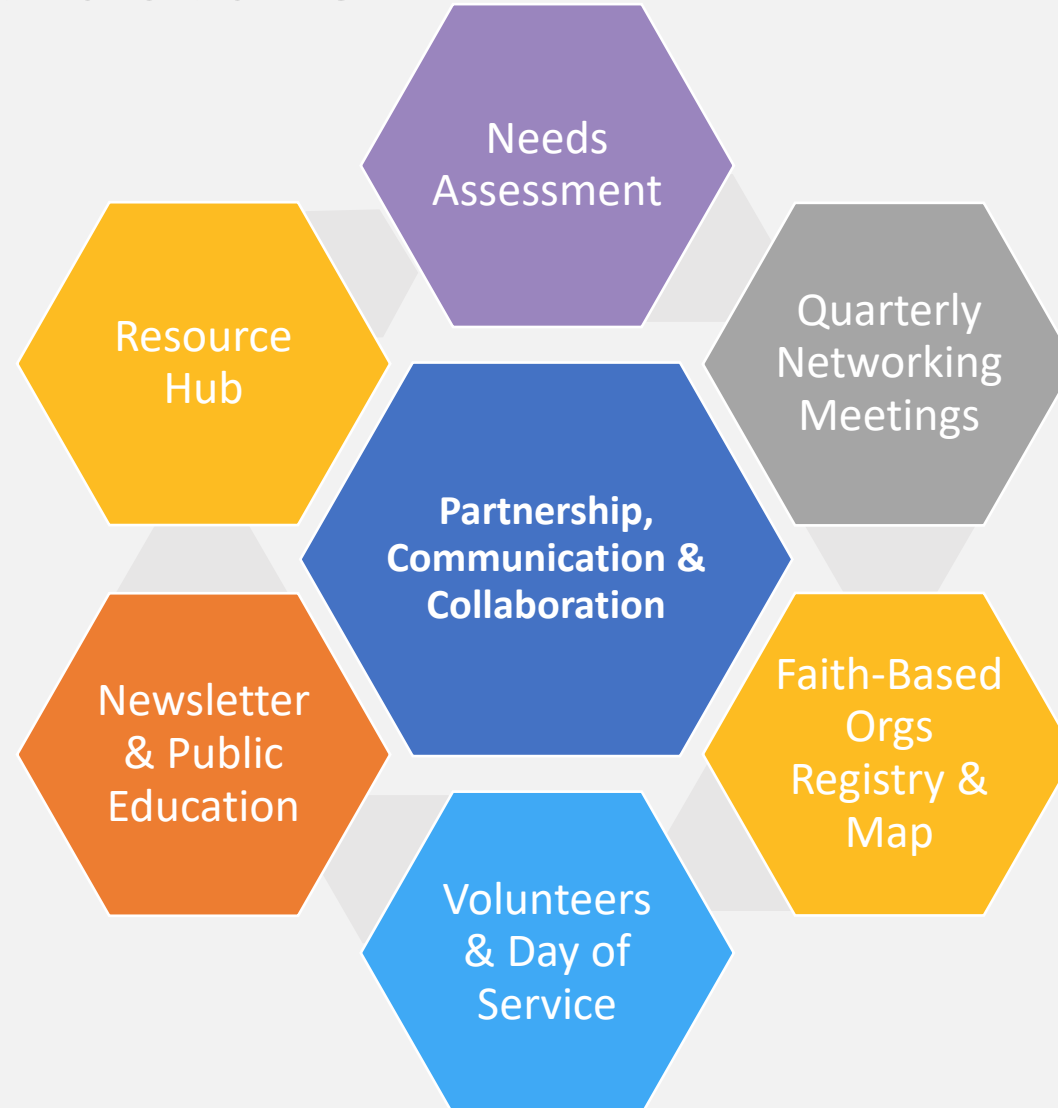 Needs
Assessment
Quarterly
Networking
Meetings
Resource
Hub
Partnership,
Communication &
Collaboration
Faith-Based
Orgs
Registry &
Map
Newsletter
& Public
Education
Volunteers
& Day of
Service